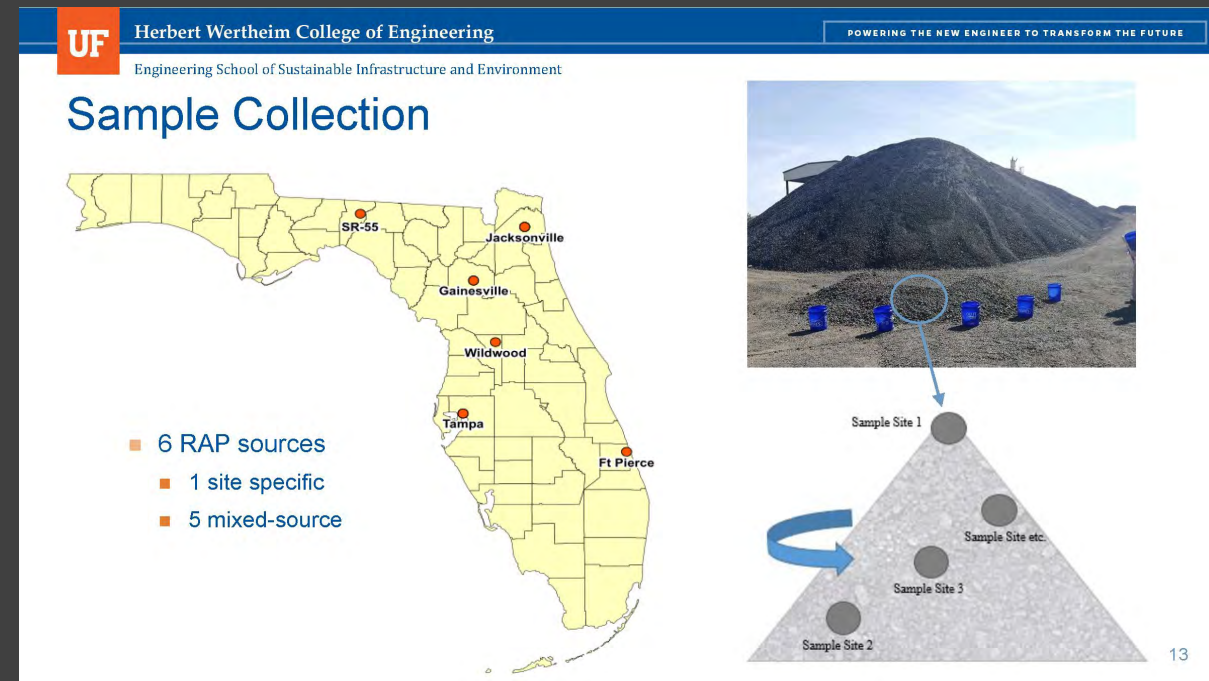 UF
Herbert Wertheim College of Engineering
POWERING THE NEW ENGINEER TO TRANSFORM THE FUTURE
Engineering School of Sustainable Infrastructure and Environment
Sample Collection
SR-55
Jacksonville
Gainesville
Wildwood
Tampa
Ft Pierce
6 RAP sources
1 site specific
5 mixed-source
Sample Site 1
Sample Site etc.
Sample Site 3
Sample Site 2
13